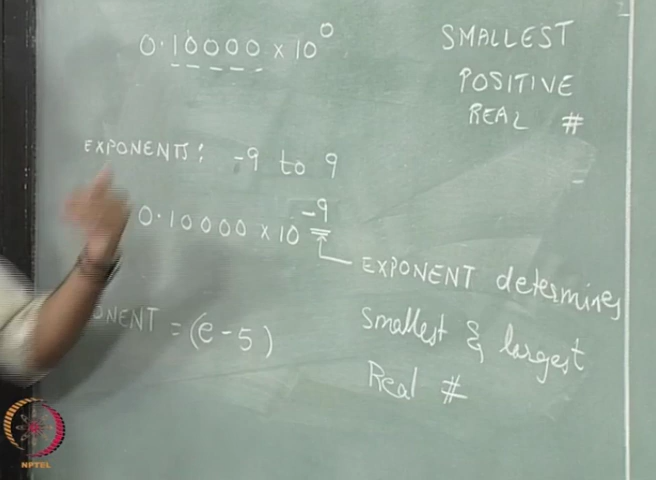 0.10000 x 10^0
SMALLEST
POSITIVE
REAL #
EXPONENTS: -9 to 9
0.10000 x 10^-9
EXPONENT determines
Smallest & largest
Real #
= (e-5)
NPTEL